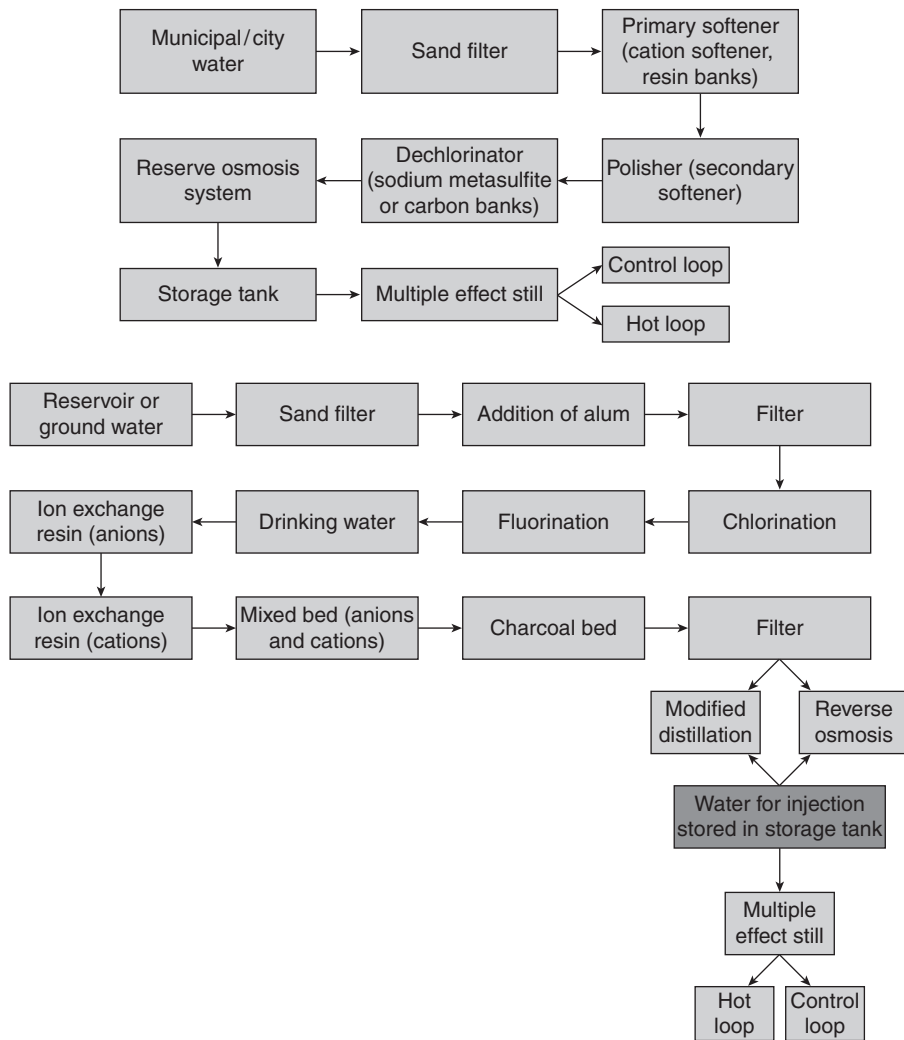 Municipal/city
water
Sand filter
Primary softener
(cation softener,
resin banks)
Reserve osmosis
system
Dechlorinator
(sodium metasulfite
or carbon banks)
Polisher (secondary
softener)
Storage tank
Multiple effect still
Control loop
Hot loop
Reservoir or
ground water
Sand filter
Addition of alum
Filter
Ion exchange
resin (anions)
Drinking water
Fluorination
Chlorination
Ion exchange
resin (cations)
Mixed bed (anions
and cations)
Charcoal bed
Filter
Modified
distillation
Reverse
osmosis
Water for injection
stored in storage tank
Multiple
effect still
Hot
loop
Control
loop